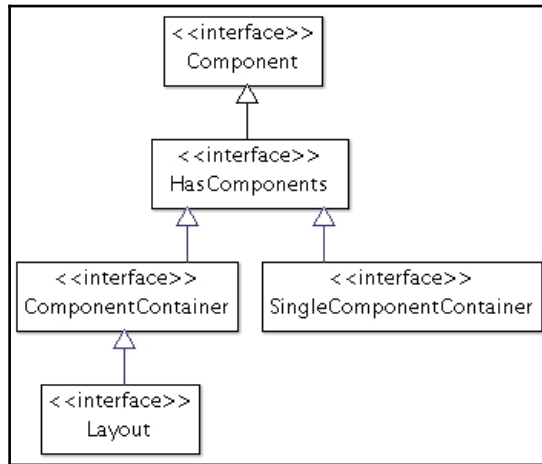 <<interface>>
Component
<<interface>>
HasComponents
<<interface>>
ComponentContainer
<<interface>>
SingleComponentContainer
<<interface>>
Layout